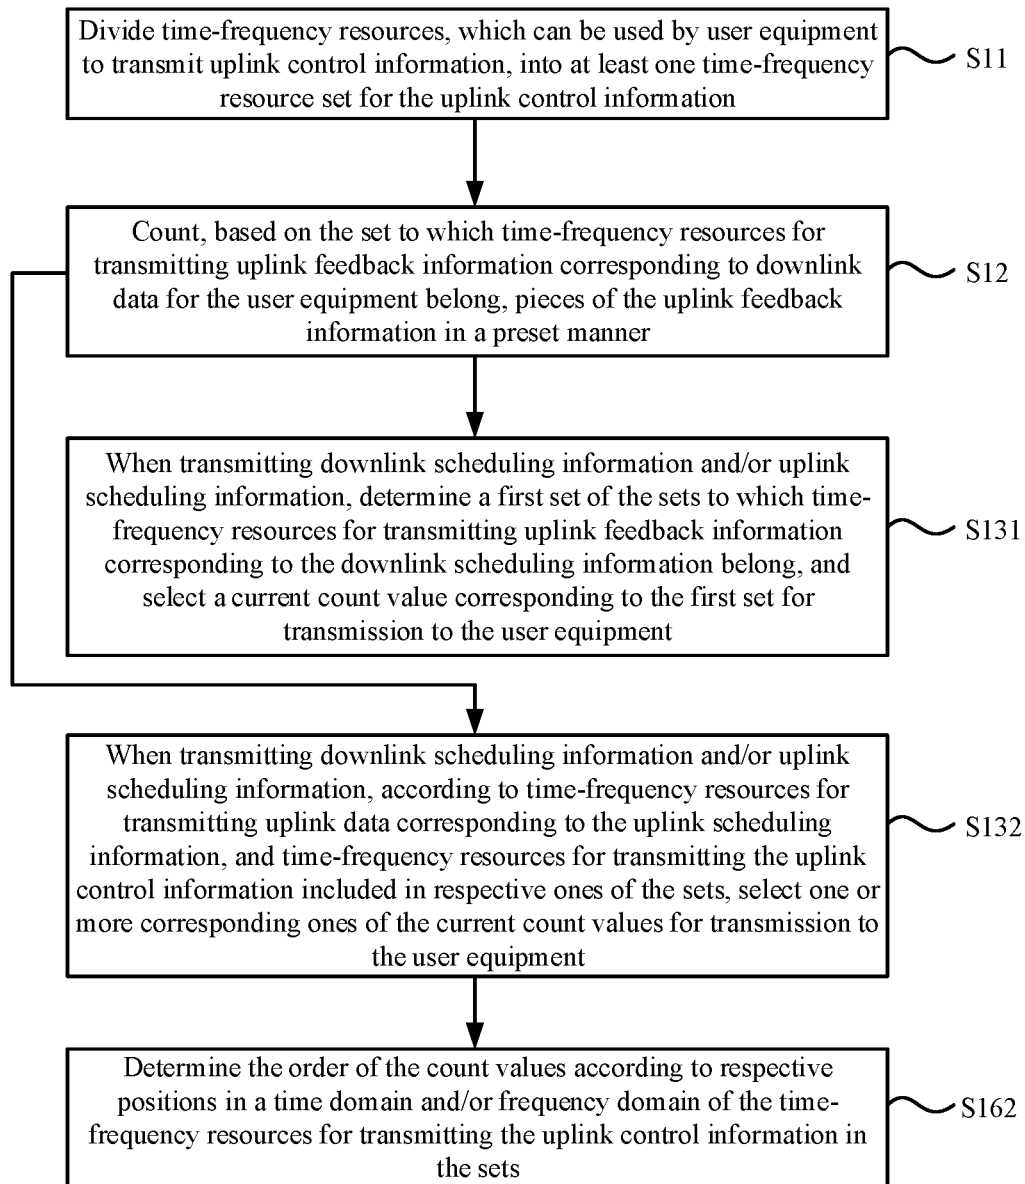 Divide time-frequency resources, which can be used by user equipment
to transmit uplink control information, into at least one time-frequency
resource set for the uplink control information
S11
Count, based on the set to which time-frequency resources for
transmitting uplink feedback information corresponding to downlink
data for the user equipment belong, pieces of the uplink feedback
information in a preset manner
S12
When transmitting downlink scheduling information and/or uplink
scheduling information, determine a first set of the sets to which time-
frequency resources for transmitting uplink feedback information
corresponding to the downlink scheduling information belong, and
select a current count value corresponding to the first set for
transmission to the user equipment
S131
When transmitting downlink scheduling information and/or uplink
scheduling information, according to time-frequency resources for
transmitting uplink data corresponding to the uplink scheduling
information, and time-frequency resources for transmitting the uplink
control information included in respective ones of the sets, select one or
more corresponding ones of the current count values for transmission to
the user equipment
S132
Determine the order of the count values according to respective
positions in a time domain and/or frequency domain of the time-
frequency resources for transmitting the uplink control information in
the sets
S162